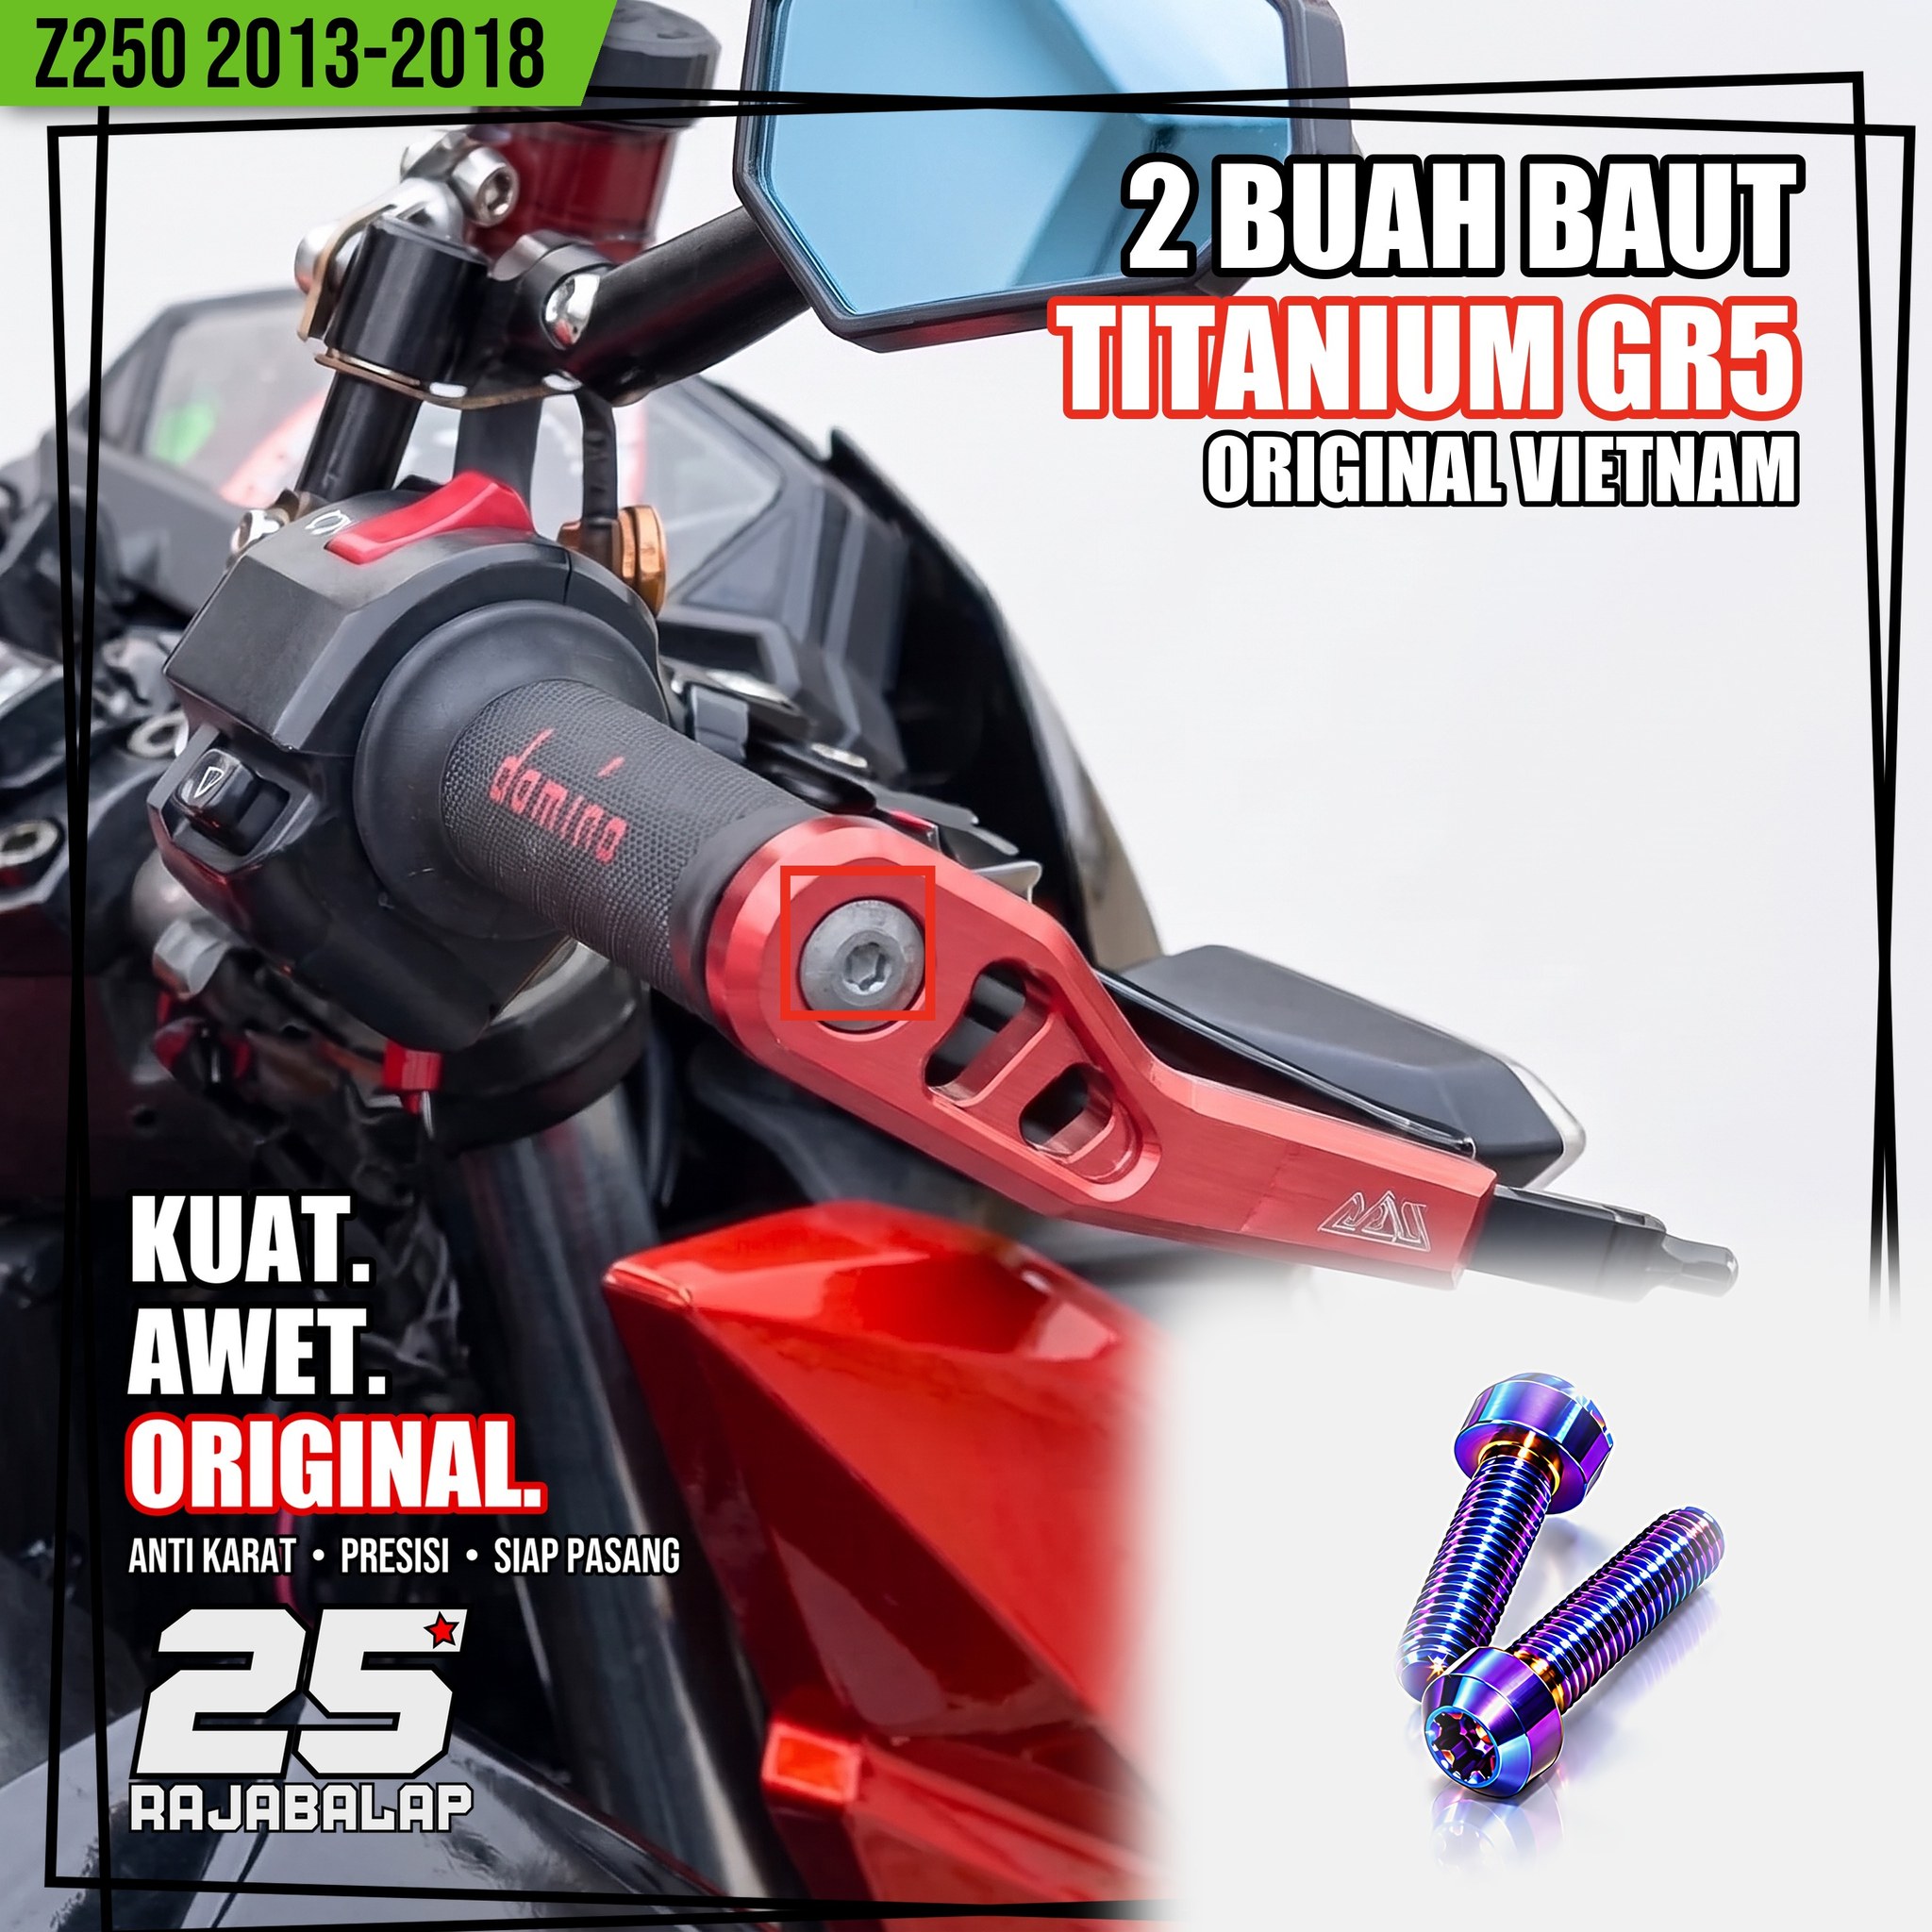 Z250 2013-2018
2 BUAH BAUT
TITANIUM GR5
ORIGINAL VIETNAM
domino
KUAT.
AWET.
ORIGINAL.
ANTI KARAT • PRESISI • SIAP PASANG
25
RAJABALAP